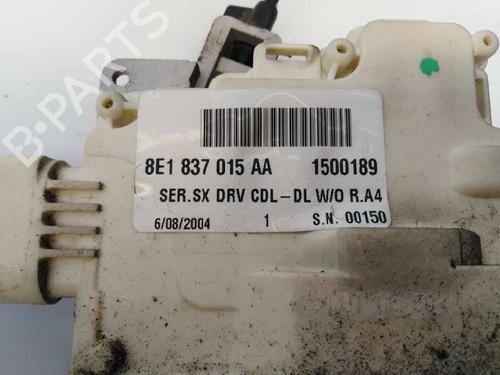 B-PARTS
8E1 837 015 AA 1500189
SER.SX DRV CDL-DL W/O R.A4
6/08/2004 1 S.N. 00150